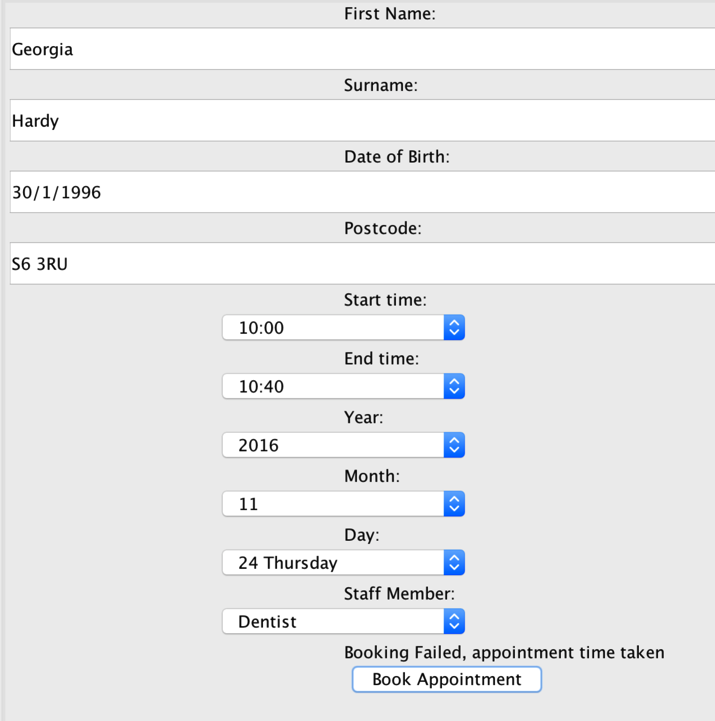 First Name:
Georgia
Surname:
Hardy
Date of Birth:
30/1/1996
Postcode:
S6 3RU
Start time:
10:00
End time:
10:40
Year:
2016
Month:
11
Day:
24 Thursday
Staff Member:
Dentist
Booking Failed, appointment time taken
Book Appointment